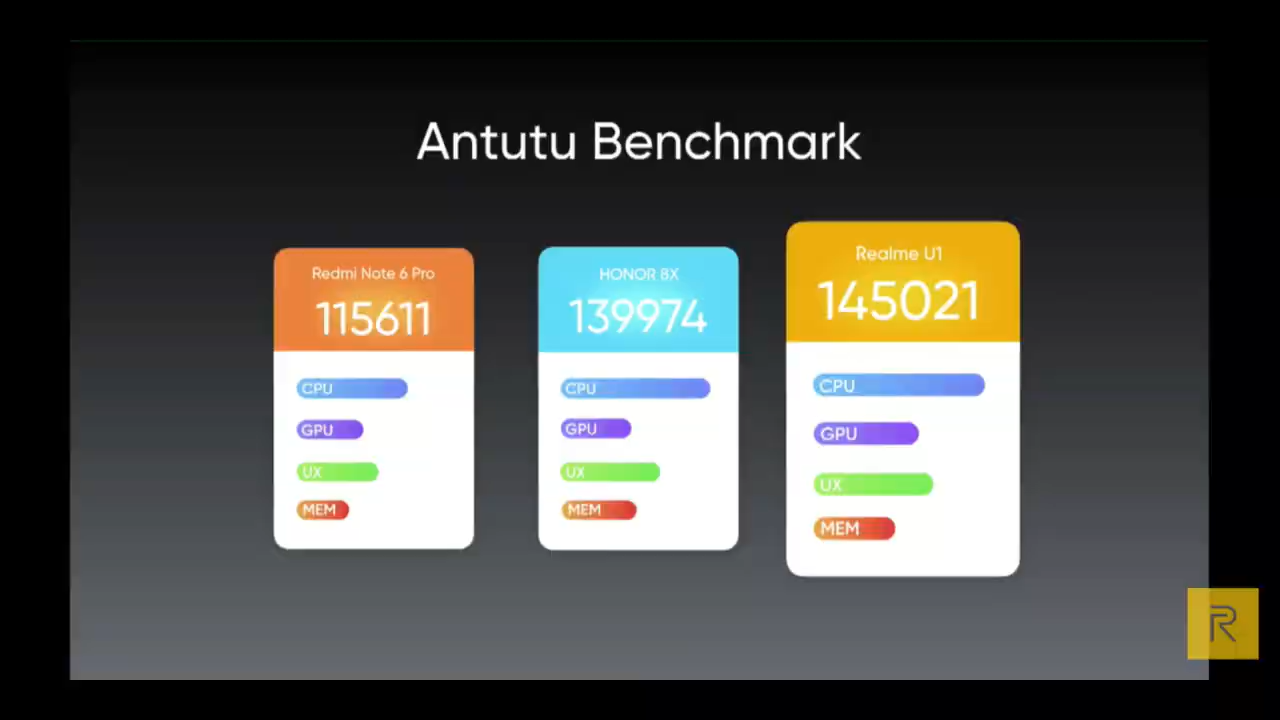 Antutu Benchmark
Redmi Note 6 Pro
115611
CPU
GPU
UX
MEM
HONOR 8X
139974
CPU
GPU
UX
MEM
Realme U1
145021
CPU
GPU
UX
MEM
R